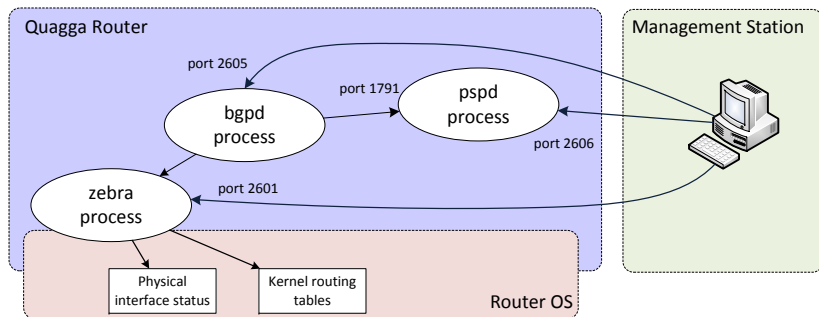 Quagga Router
Management Station
port 2605
port 1791
bgpd
process
pspd
process
port 2606
zebra
process
port 2601
Physical
interface status
Kernel routing
tables
Router OS